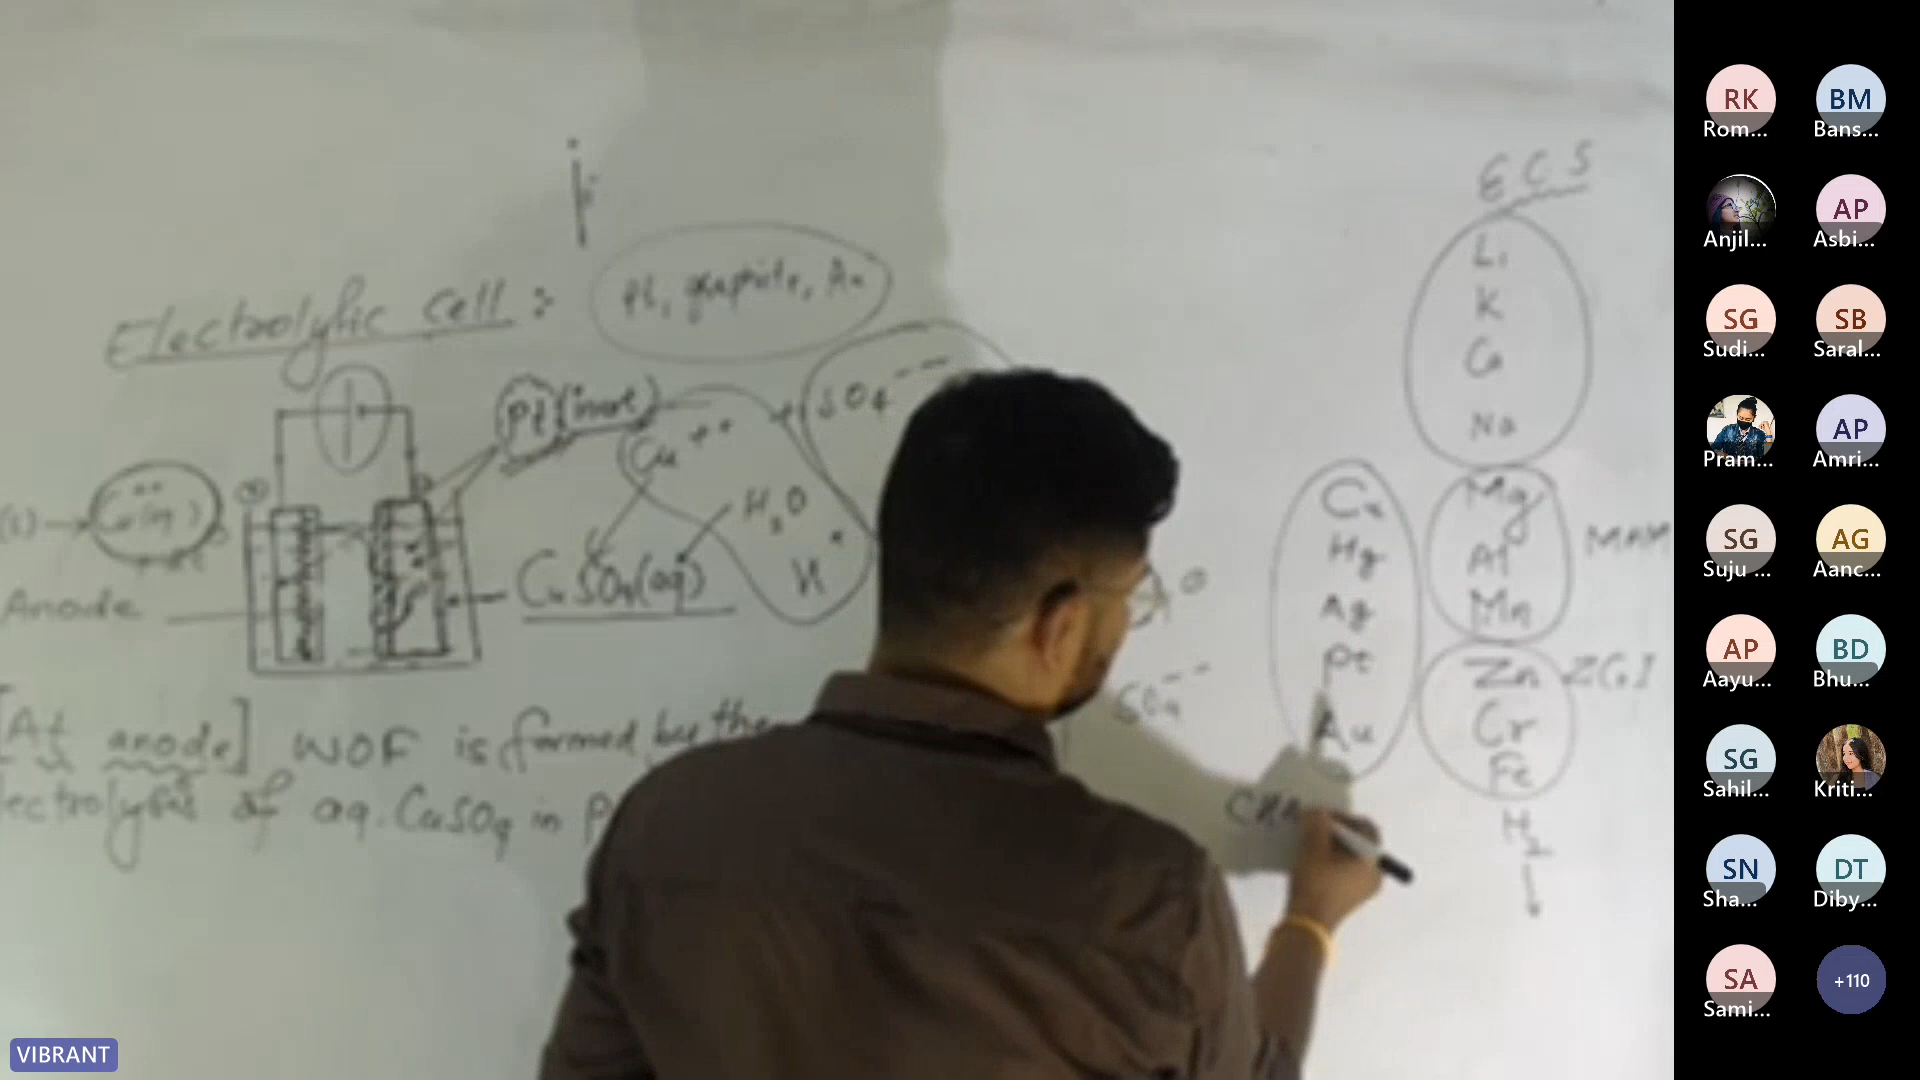 ECS
Electrolytic cell :
Pt, graphite, Au
Li
K
Ca
Na
Pt (inert)
SO4--
Cu++
H2O
H+
CuSO4(aq)
Anode
Mg
Al
Mn
MAM
Zn
Cr
Fe
ZCI
H2
Cu
Hg
Ag
Pt
Au
SO4--
[At anode] WOF is formed by the
of aq. CuSO4 in
RK
Rom...
BM
Bans...
Anjil...
AP
Asbi...
SG
Sudi...
SB
Saral...
Pram...
AP
Amri...
SG
Suju ...
AG
Aanc...
AP
Aayu...
BD
Bhu...
SG
Sahil...
Kriti...
SN
Sha...
DT
Diby...
SA
Sami...
+110
VIBRANT